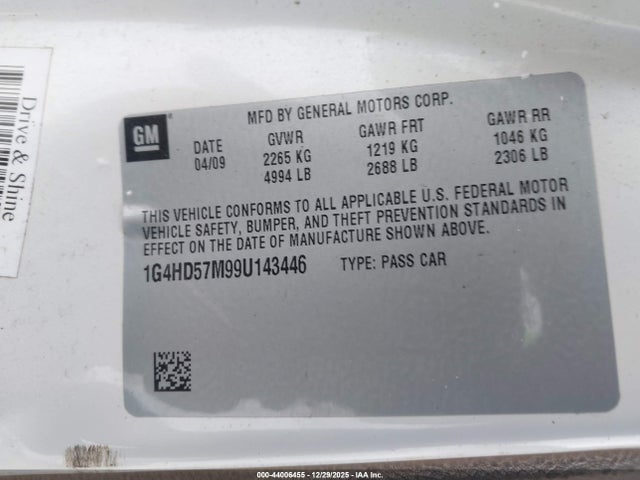 Drive & Shine
GM
MFD BY GENERAL MOTORS CORP.
DATE GVWR GAWR FRT GAWR RR
04/09 2265 KG 1219 KG 1046 KG
4994 LB 2688 LB 2306 LB
THIS VEHICLE CONFORMS TO ALL APPLICABLE U.S. FEDERAL MOTOR
VEHICLE SAFETY, BUMPER, AND THEFT PREVENTION STANDARDS IN
EFFECT ON THE DATE OF MANUFACTURE SHOWN ABOVE.
1G4HD57M99U143446 TYPE: PASS CAR
000-44006455 - 12/29/2025 - IAA Inc.